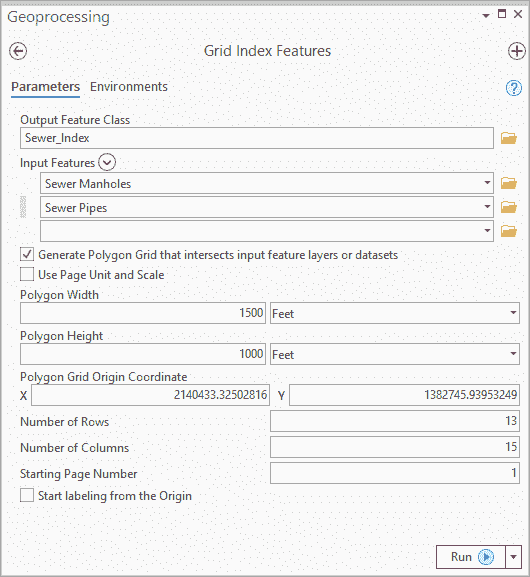 Geoprocessing
Grid Index Features
Parameters Environments
?
Output Feature Class
Sewer_Index
Input Features
Sewer Manholes
Sewer Pipes
Generate Polygon Grid that intersects input feature layers or datasets
Use Page Unit and Scale
Polygon Width
1500 Feet
Polygon Height
1000 Feet
Polygon Grid Origin Coordinate
X 2140433.32502816 Y 1382745.93953249
Number of Rows 13
Number of Columns 15
Starting Page Number 1
Start labeling from the Origin
Run